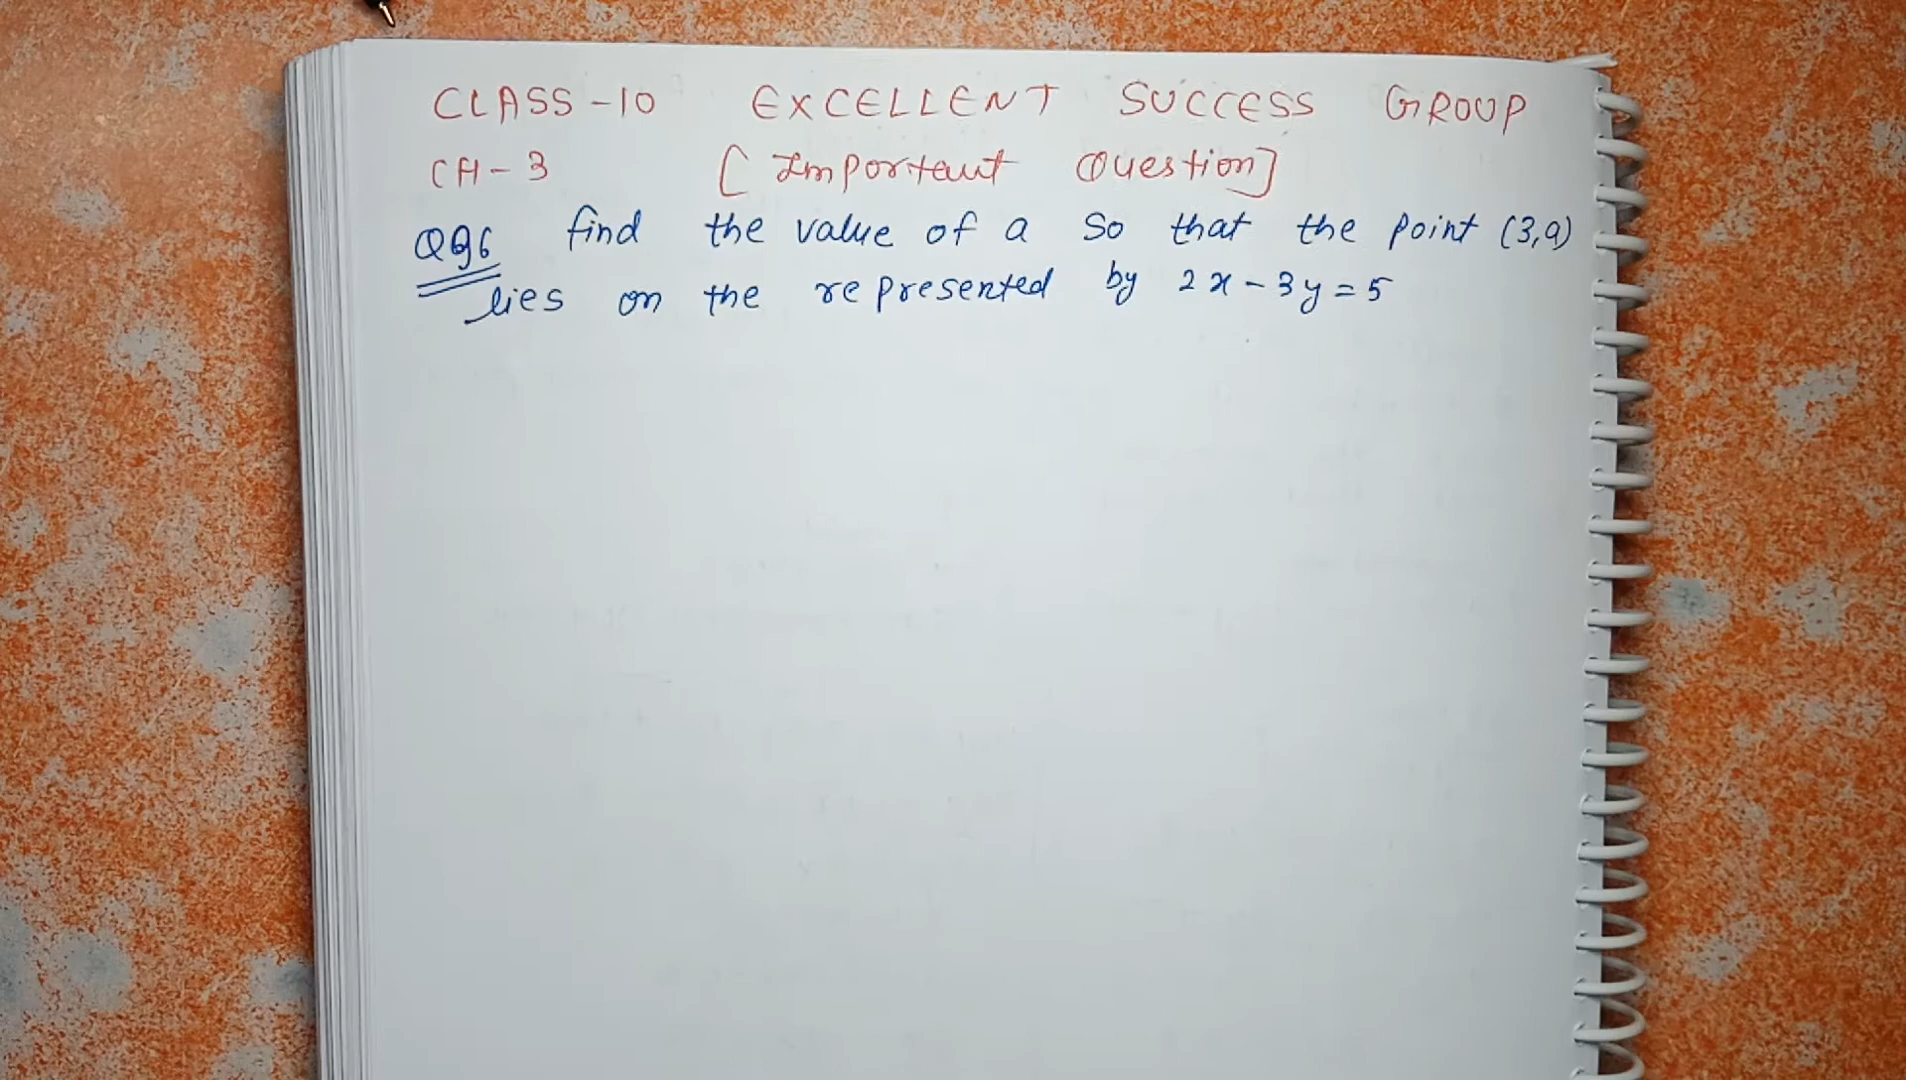 CLASS-10 EXCELLENT SUCCESS GROUP
CH-3 [Important Question]
Q96 find the value of a so that the point (3,a)
lies on the represented by 2x-3y=5